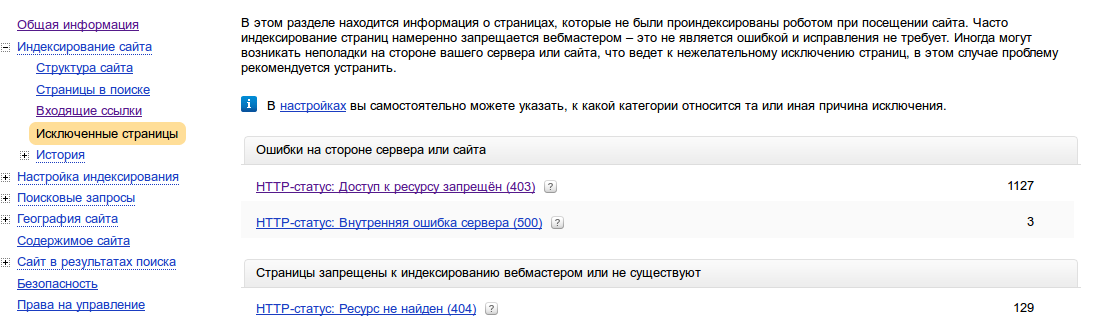 Общая информация
Индексирование сайта
Структура сайта
Страницы в поиске
Входящие ссылки
Исключенные страницы
История
Настройка индексирования
Поисковые запросы
География сайта
Содержимое сайта
Сайт в результатах поиска
Безопасность
Права на управление
В этом разделе находится информация о страницах, которые не были проиндексированы роботом при посещении сайта. Часто
индексирование страниц намеренно запрещается вебмастером – это не является ошибкой и исправления не требует. Иногда могут
возникать неполадки на стороне вашего сервера или сайта, что ведет к нежелательному исключению страниц, в этом случае проблему
рекомендуется устранить.
В настройках вы самостоятельно можете указать, к какой категории относится та или иная причина исключения.
Ошибки на стороне сервера или сайта
HTTP-статус: Доступ к ресурсу запрещён (403) ? 1127
HTTP-статус: Внутренняя ошибка сервера (500) ? 3
Страницы запрещены к индексированию вебмастером или не существуют
HTTP-статус: Ресурс не найден (404) ? 129